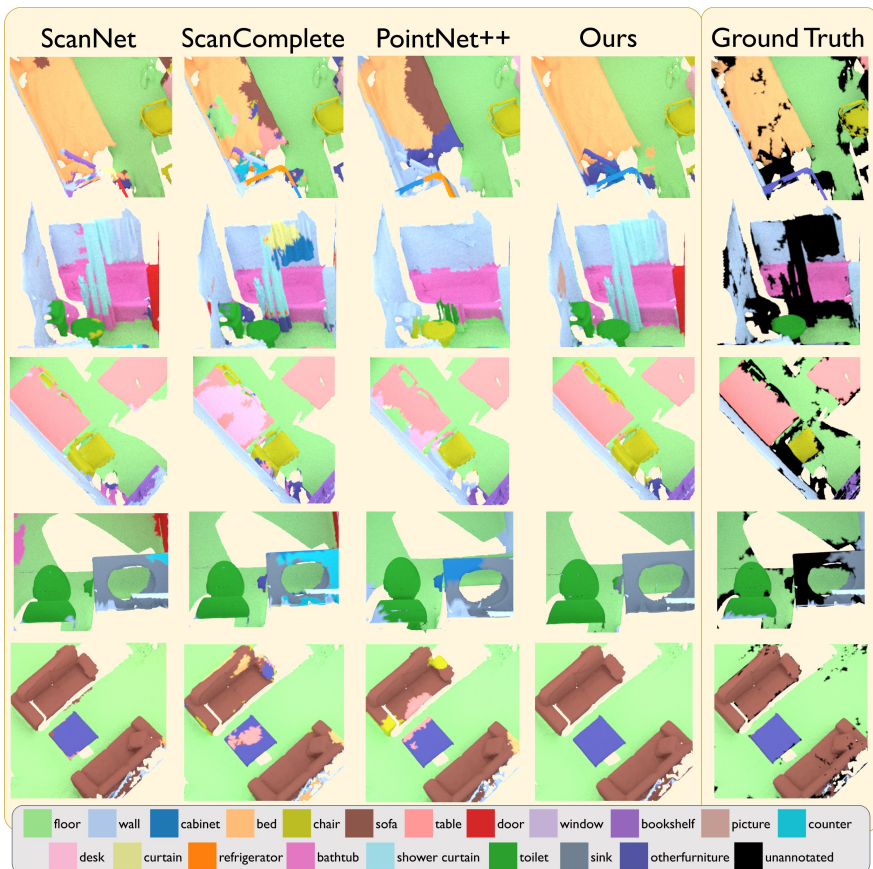 ScanNet ScanComplete PointNet++ Ours Ground Truth
floor wall cabinet bed chair sofa table door window bookshelf picture counter
desk curtain refrigerator bathtub shower curtain toilet sink otherfurniture unannotated